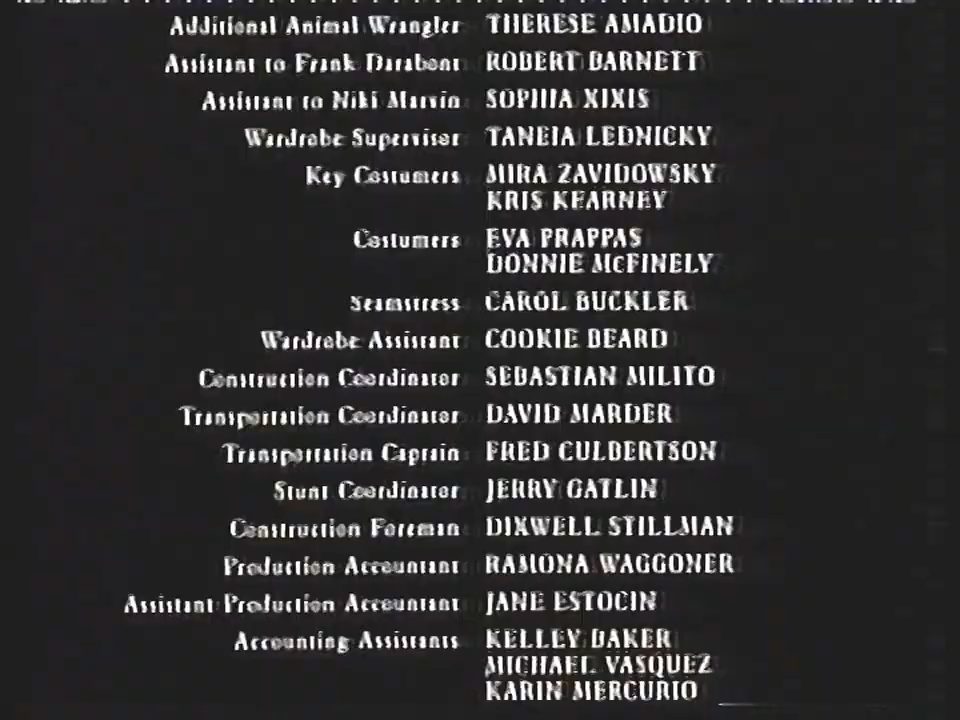 Additional Animal Wrangler THERESE AMADIO
Assistant to Frank Darabont ROBERT BARNETT
Assistant to Niki Marvin SOPHIA XIXIS
Wardrobe Supervisor TANEIA LEDNICKY
Key Costumers MIRA ZAVIDOWSKY
KRIS KEARNEY
Costumers EVA PRAPPAS
DONNIE McFINELY
Seamstress CAROL BUCKLER
Wardrobe Assistant COOKIE BEARD
Construction Coordinator SEBASTIAN MILITO
Transportation Coordinator DAVID MARDER
Transportation Captain FRED CULBERTSON
Stunt Coordinator JERRY GATLIN
Construction Foreman DIXWELL STILLMAN
Production Accountant RAMONA WAGGONER
Assistant Production Accountant JANE ESTOCIN
Accounting Assistants KELLEY BAKER
MICHAEL VASQUEZ
KARIN MERCURIO